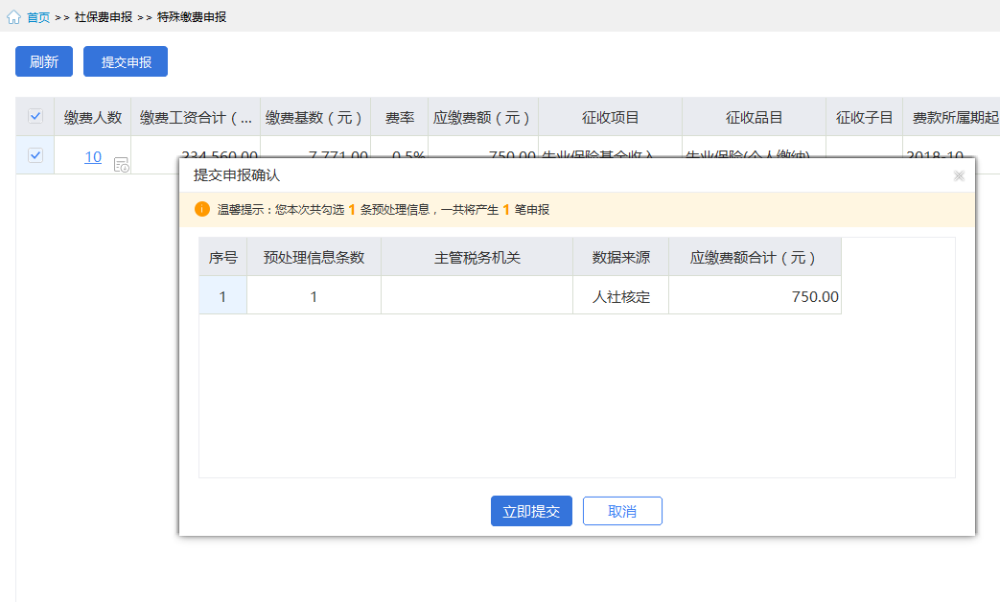 首页 >> 社保费申报 >> 特殊缴费申报
刷新 提交申报
缴费人数 缴费工资合计（... 缴费基数（元） 费率 应缴费额（元） 征收项目 征收品目 征收子目 费款所属期起
10 234,560.00 7,771.00 0.5% 750.00 失业保险基金收入 失业保险(个人缴纳) 2018-10
提交申报确认
温馨提示：您本次共勾选 1 条预处理信息，一共将产生 1 笔申报
序号 预处理信息条数 主管税务机关 数据来源 应缴费额合计（元）
1 1 人社核定 750.00
立即提交 取消